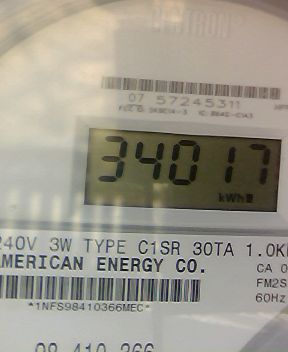 07 57245311
34017
kWh
240V 3W TYPE C1SR 30TA 1.0K
AMERICAN ENERGY CO.
CA 0
FM2S
60Hz
*1NFS98410366MEC*
98 410 366